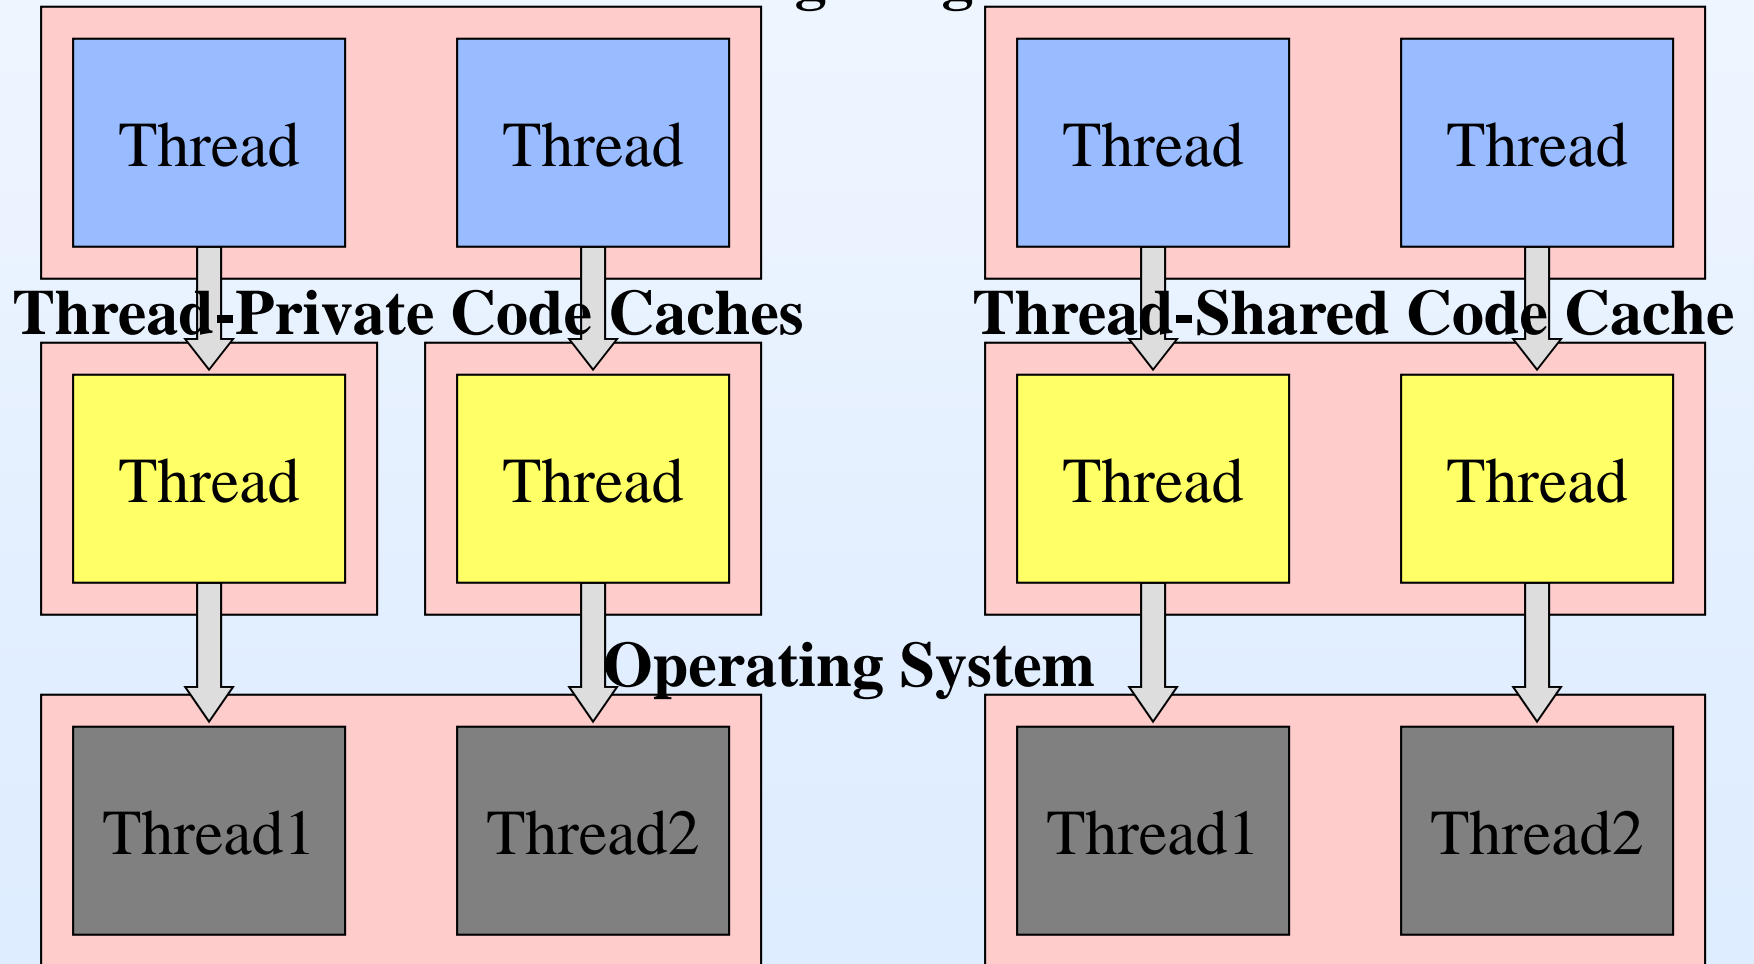 Thread Thread Thread Thread
Thread-Private Code Caches Thread-Shared Code Cache
Thread Thread Thread Thread
Operating System
Thread1 Thread2 Thread1 Thread2